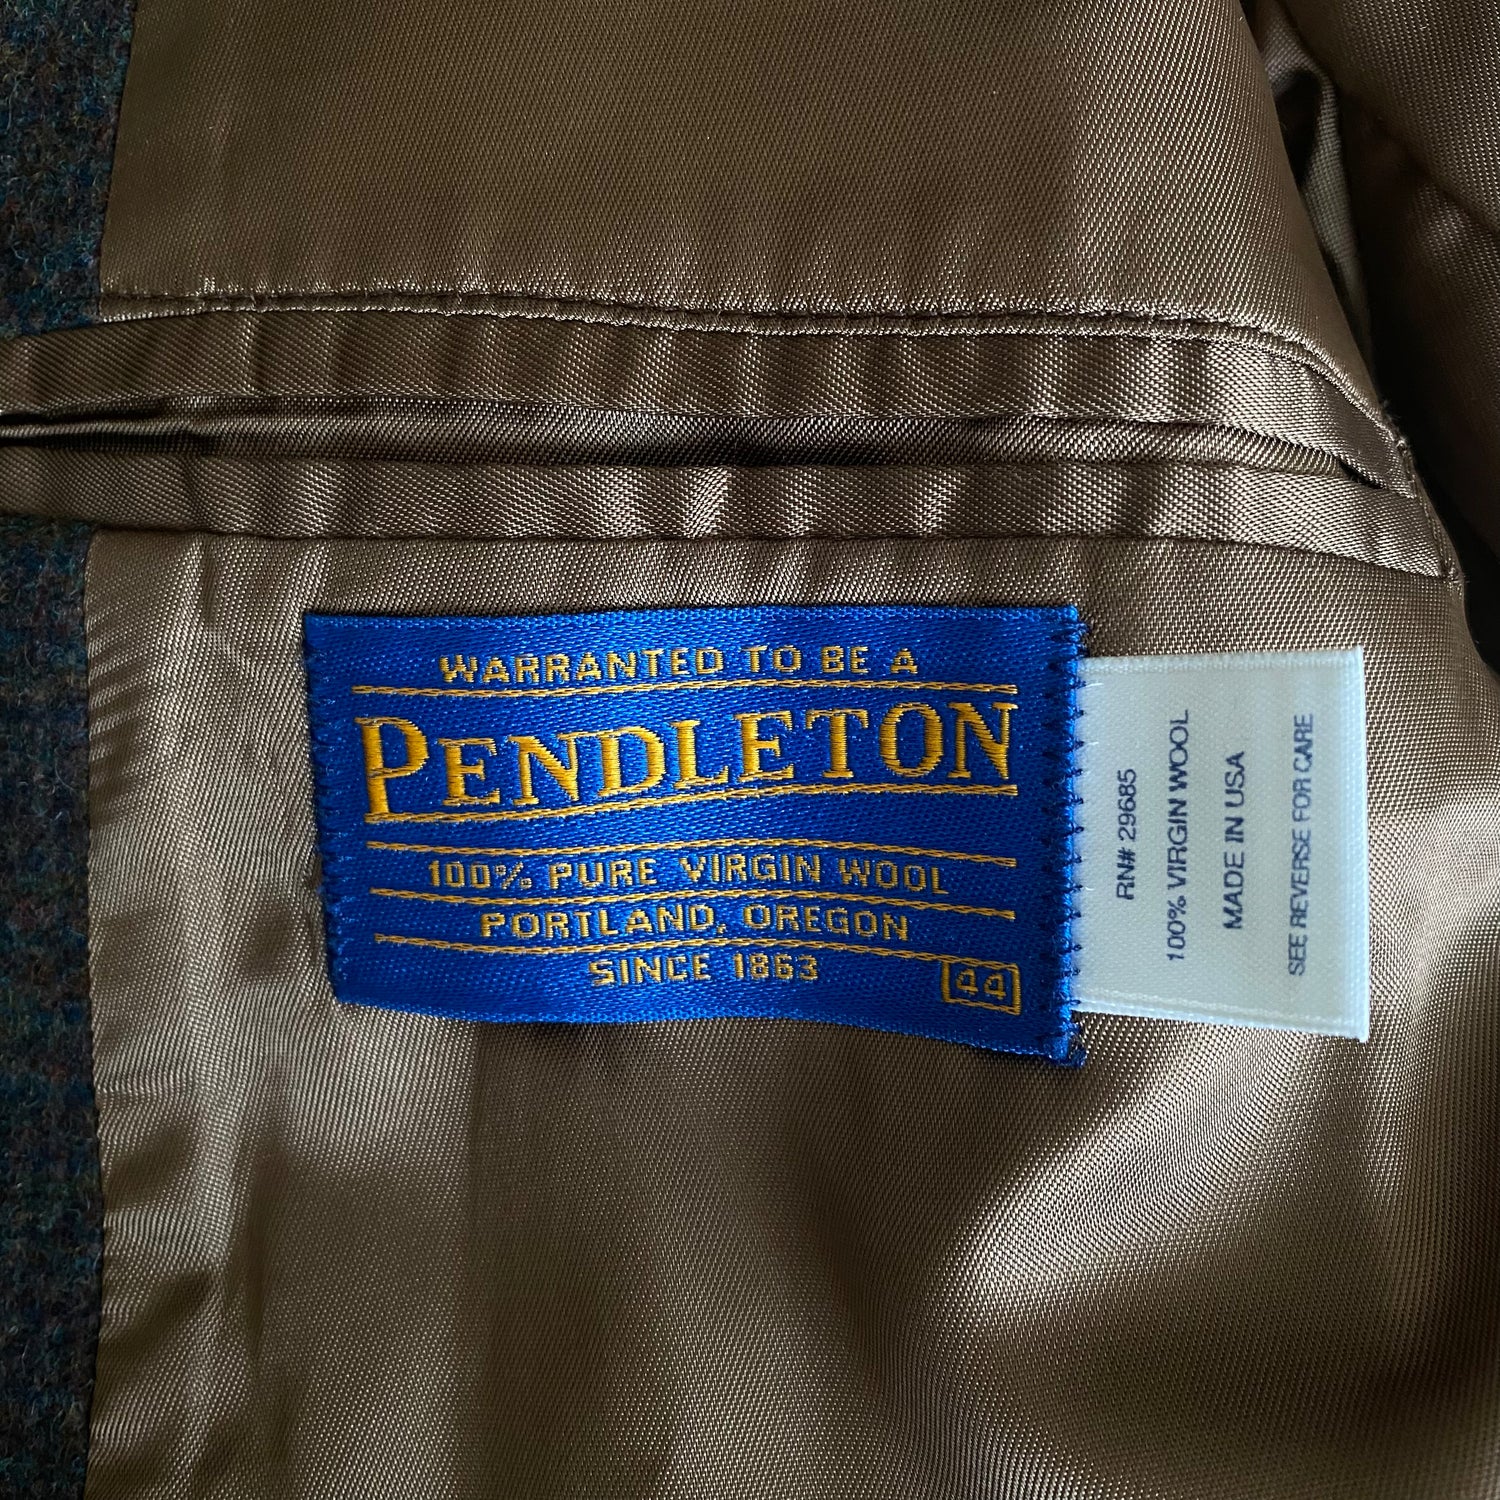 WARRANTED TO BE A
PENDLETON
100% PURE VIRGIN WOOL
PORTLAND, OREGON
SINCE 1863
44
RN# 29685
100% VIRGIN WOOL
MADE IN USA
SEE REVERSE FOR CARE